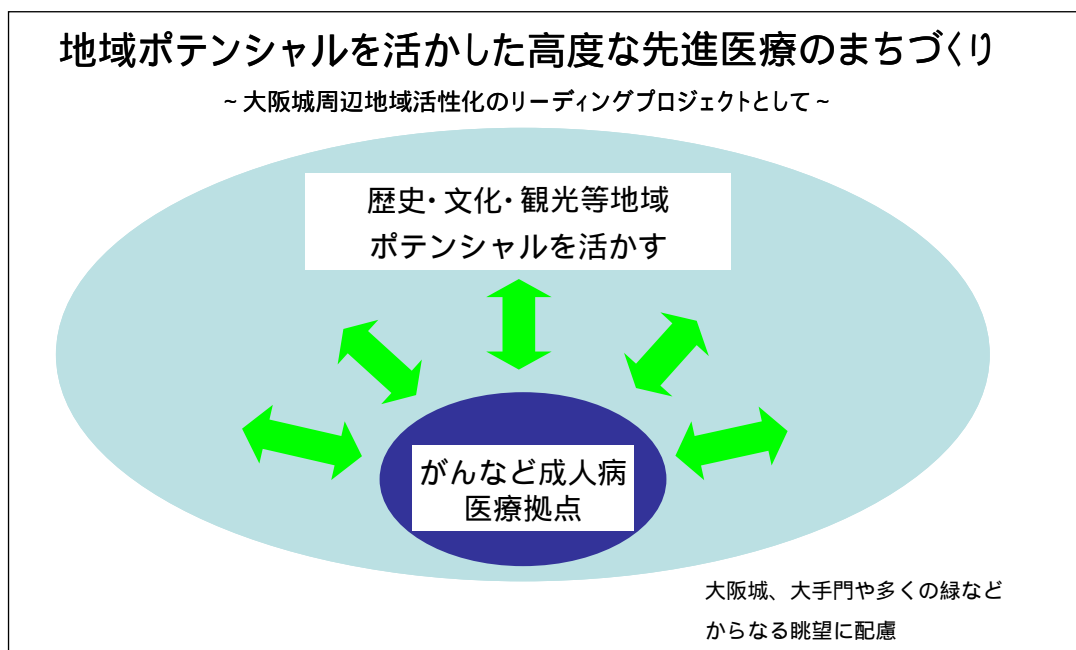 地域ポテンシャルを活かした高度な先進医療のまちづくり
~大阪城周辺地域活性化のリーディングプロジェクトとして~
歴史・文化・観光等地域
ポテンシャルを活かす
がんなど成人病
医療拠点
大阪城、大手門や多くの緑など
からなる眺望に配慮